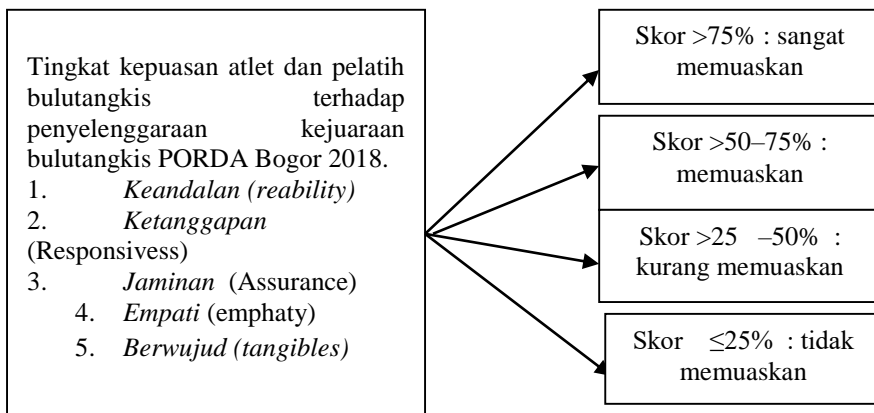 Tingkat kepuasan atlet dan pelatih
bulutangkis terhadap
penyelenggaraan kejuaraan
bulutangkis PORDA Bogor 2018.
1. Keandalan (reability)
2. Ketanggapan
(Responsivess)
3. Jaminan (Assurance)
4. Empati (emphaty)
5. Berwujud (tangibles)
Skor >75% : sangat
memuaskan
Skor >50–75% :
memuaskan
Skor >25 –50% :
kurang memuaskan
Skor ≤25% : tidak
memuaskan